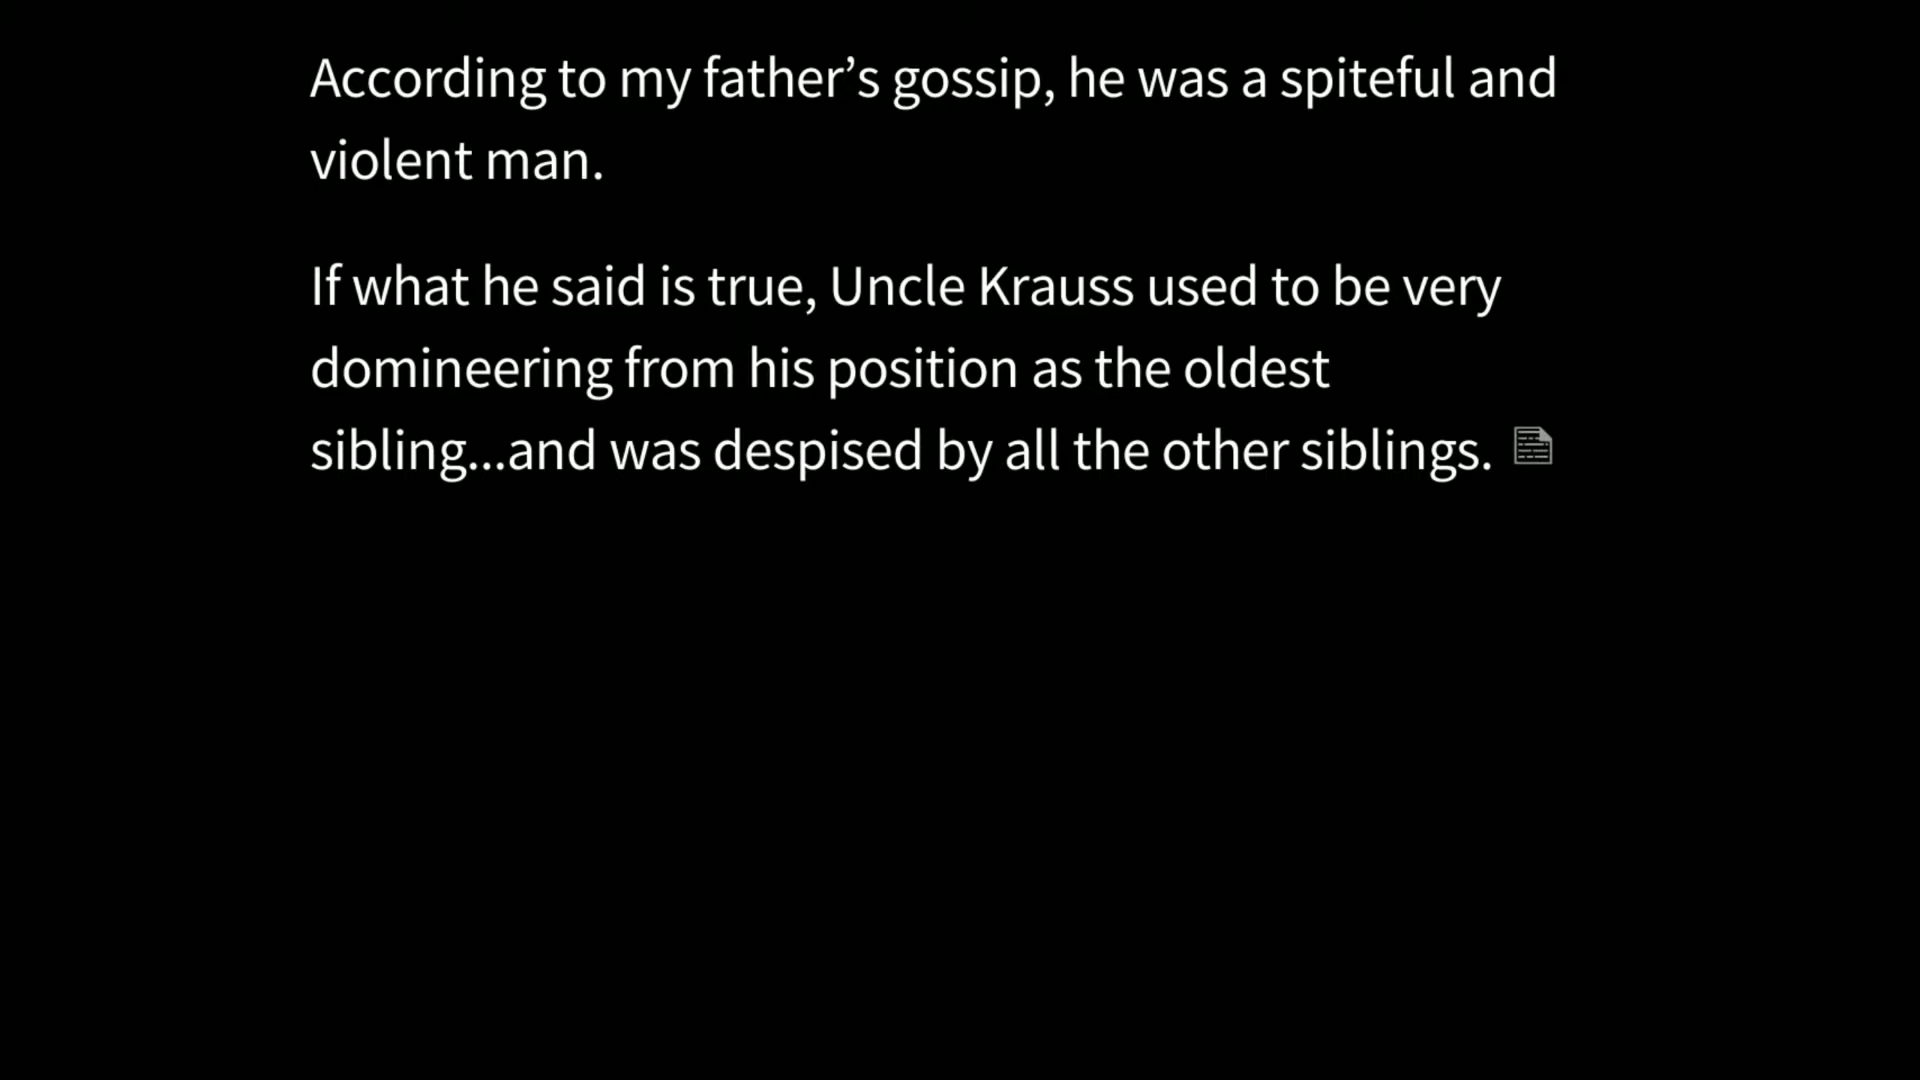 According to my father’s gossip, he was a spiteful and
violent man.
If what he said is true, Uncle Krauss used to be very
domineering from his position as the oldest
sibling...and was despised by all the other siblings.